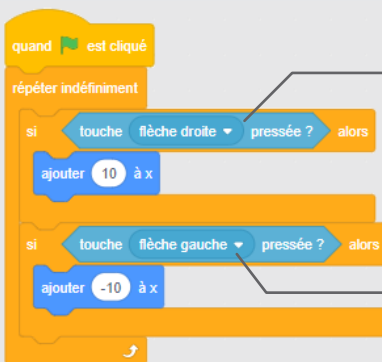 quand est cliqué
répéter indéfiniment
si touche flèche droite pressée ? alors
ajouter 10 à x
si touche flèche gauche pressée ? alors
ajouter -10 à x